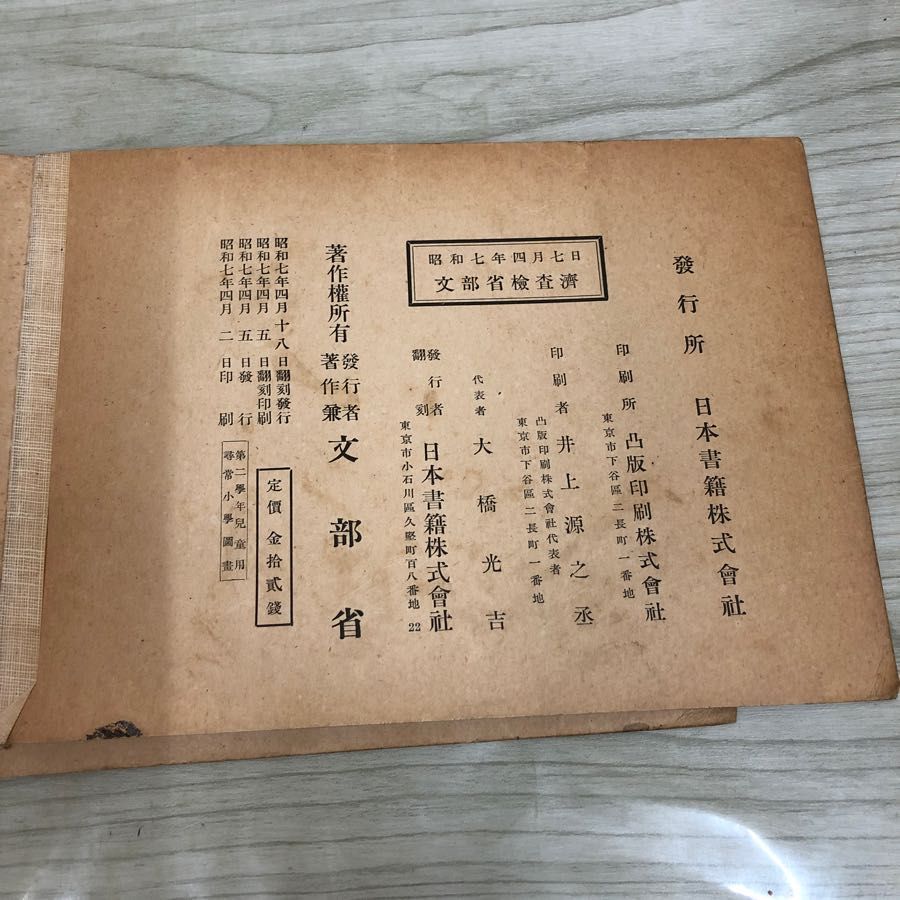 昭和七年四月二日印刷
昭和七年四月五日發行
昭和七年四月五日翻刻印刷
昭和七年四月十八日翻刻發行
尋常小學圖畫
第二學年兒童用
定價 金拾貳錢
著作權所有
著作兼
發行者
文部省
昭和七年四月七日
文部省檢查濟
翻刻
發行者
東京市小石川區久堅町百八番地
日本書籍株式會社
22
代表者 大橋光吉
東京市下谷區二長町一番地
凸版印刷株式會社代表者
印刷者 井上源之丞
東京市下谷區二長町一番地
印刷所 凸版印刷株式會社
發行所 日本書籍株式會社